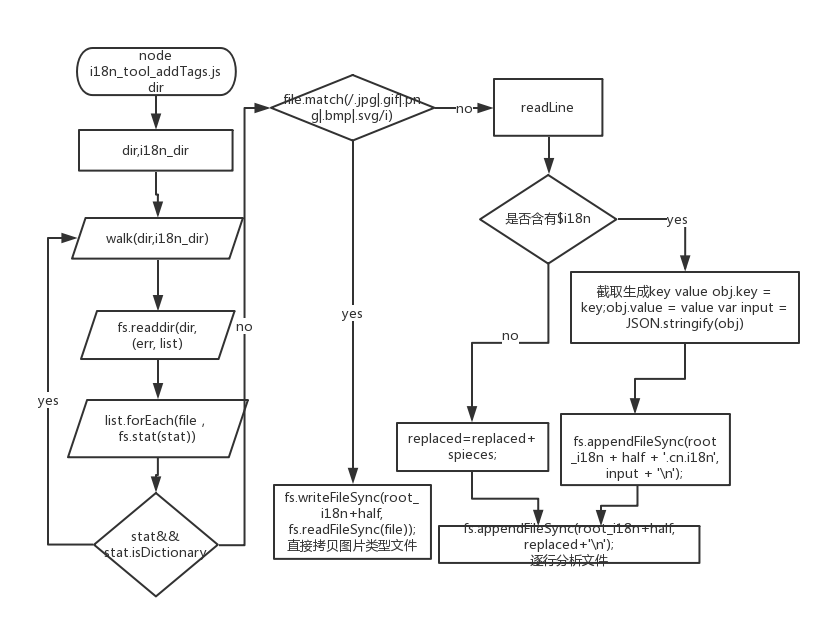 node
i18n_tool_addTags.js
dir
dir,i18n_dir
walk(dir,i18n_dir)
fs.readdir(dir,
(err, list)
list.forEach(file ,
fs.stat(stat))
stat&&
stat.isDictionary
yes
no
file.match(/.jpg|.gif|.pn
g|.bmp|.svg/i)
yes
fs.writeFileSync(root_
i18n+half,
fs.readFileSync(file));
直接拷贝图片类型文件
no
readLine
是否含有$i18n
yes
截取生成key value obj.key =
key;obj.value = value var input =
JSON.stringify(obj)
no
replaced=replaced+
spieces;
fs.appendFileSync(root
_i18n + half + '.cn.i18n',
input + '\n');
fs.appendFileSync(root_i18n+half,
replaced+'\n');
逐行分析文件